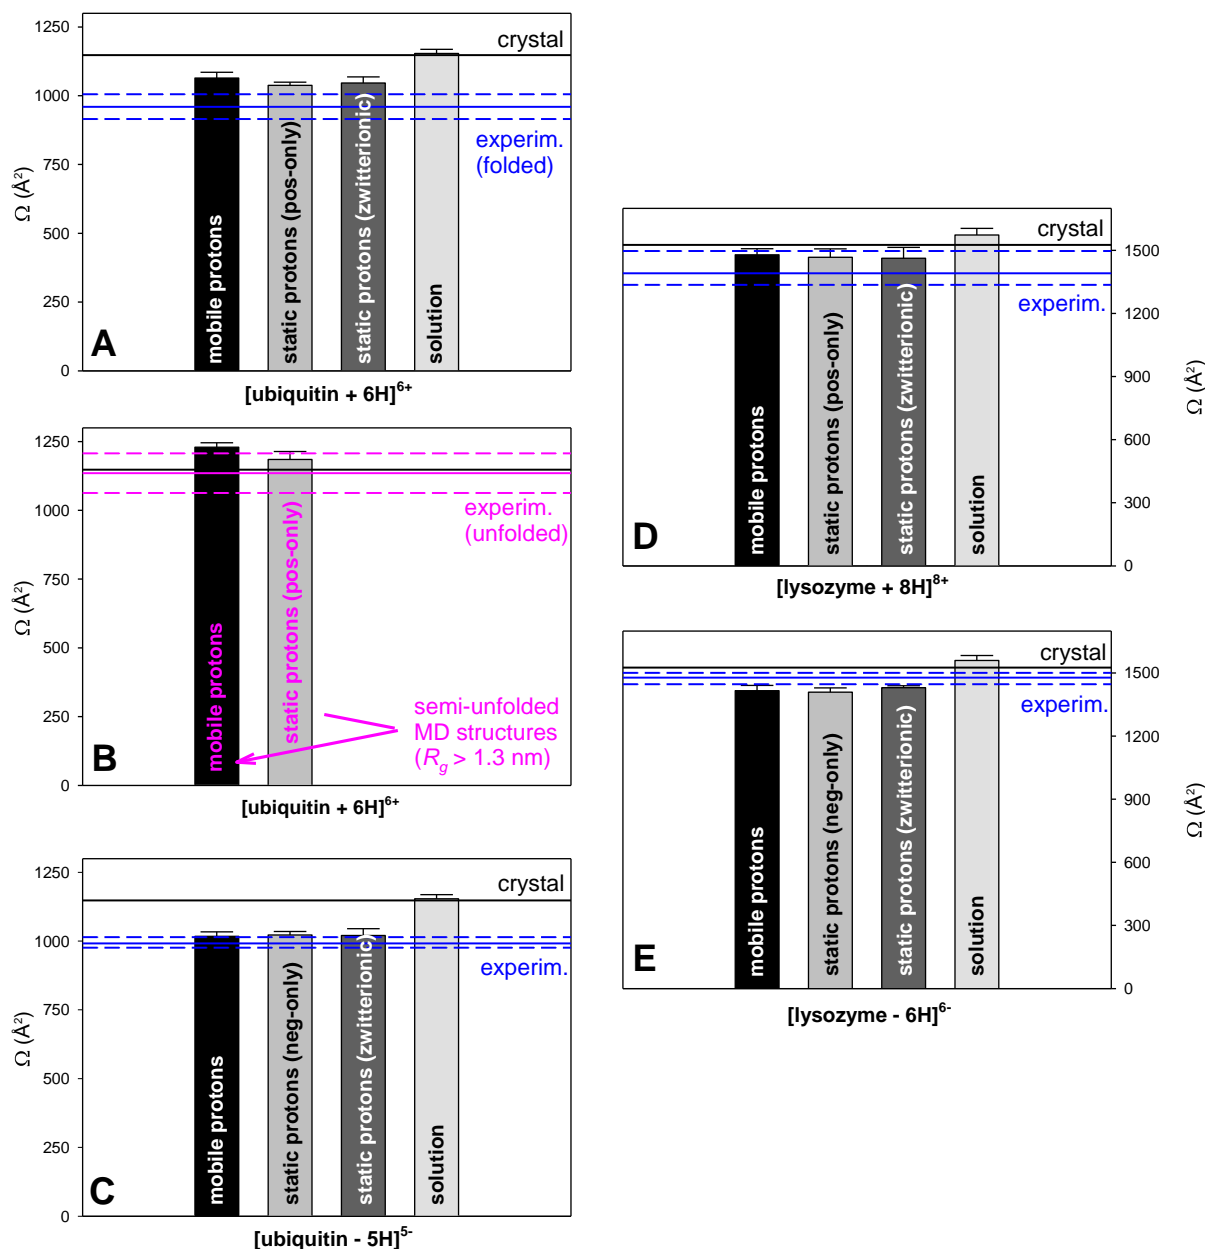 1250
1000
750
500
250
0
Ω (Å²)
crystal
experim.
(folded)
mobile protons
static protons (pos-only)
static protons (zwitterionic)
solution
A
[ubiquitin + 6H]⁶⁺
1250
1000
750
500
250
0
Ω (Å²)
experim.
(unfolded)
mobile protons
static protons (pos-only)
semi-unfolded
MD structures
(Rg > 1.3 nm)
B
[ubiquitin + 6H]⁶⁺
1250
1000
750
500
250
0
Ω (Å²)
crystal
experim.
mobile protons
static protons (neg-only)
static protons (zwitterionic)
solution
C
[ubiquitin - 5H]⁵⁻
crystal
experim.
mobile protons
static protons (pos-only)
static protons (zwitterionic)
solution
D
1500
1200
900
600
300
0
Ω (Å²)
[lysozyme + 8H]⁸⁺
crystal
experim.
mobile protons
static protons (neg-only)
static protons (zwitterionic)
solution
E
1500
1200
900
600
300
0
Ω (Å²)
[lysozyme - 6H]⁶⁻